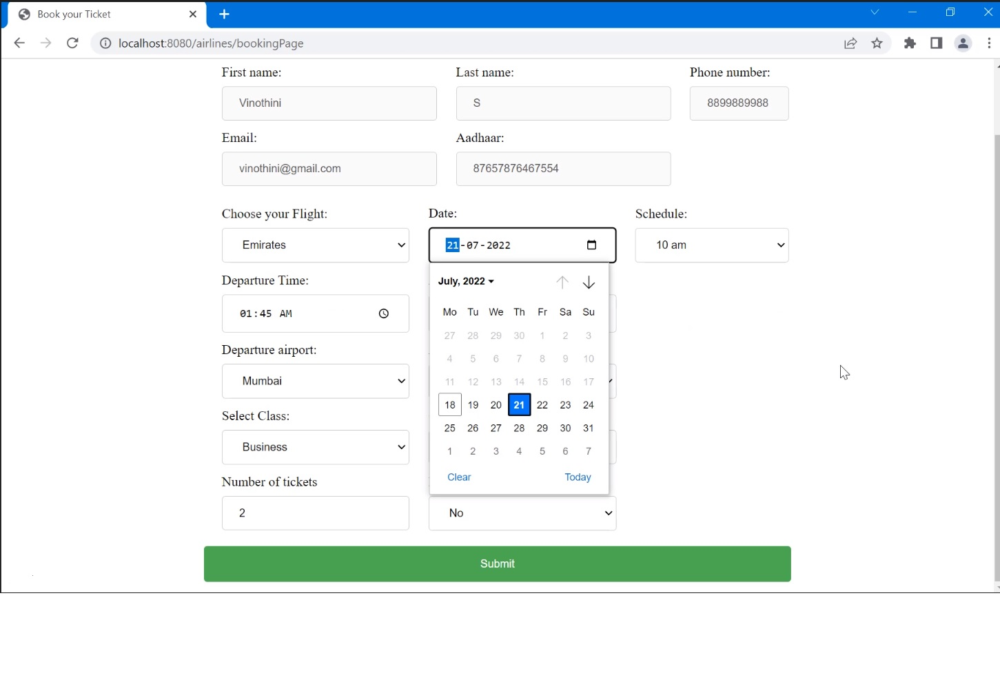 Book your Ticket
localhost:8080/airlines/bookingPage
First name: Last name: Phone number:
Vinothini S 8899889988
Email: Aadhaar:
vinothini@gmail.com 87657876467554
Choose your Flight: Date: Schedule:
Emirates 21-07-2022 10 am
Departure Time:
01:45 AM
Departure airport:
Mumbai
Select Class:
Business
Number of tickets
2
July, 2022
Mo Tu We Th Fr Sa Su
27 28 29 30 1 2 3
4 5 6 7 8 9 10
11 12 13 14 15 16 17
18 19 20 21 22 23 24
25 26 27 28 29 30 31
1 2 3 4 5 6 7
Clear Today
No
Submit